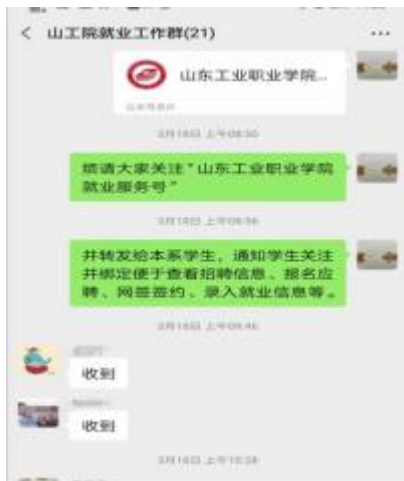 山工院就业工作群(21)
山东工业职业学院...
烦请大家关注“山东工业职业学院
就业服务号”
并转发给本系学生，通知学生关注
并绑定便于查看招聘信息、报名应
聘、网签签约、录入就业信息等。
收到
收到